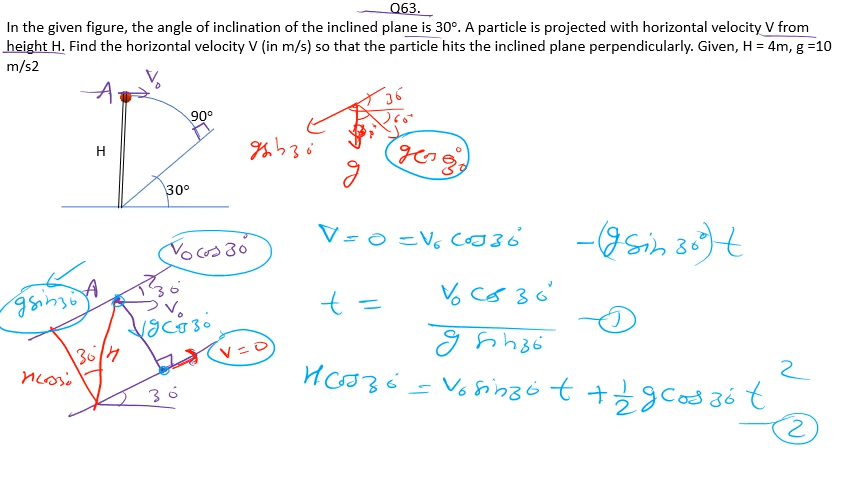 Q63.
In the given figure, the angle of inclination of the inclined plane is 30°. A particle is projected with horizontal velocity V from
height H. Find the horizontal velocity V (in m/s) so that the particle hits the inclined plane perpendicularly. Given, H = 4m, g =10
m/s2
A V₀
90°
H
30°
30°
60°
g sin 30°
g cos 30°
g
V₀ cos 30°
g sin 30°
A 30°
V₀
g cos 30°
30° H
H cos 30°
V=0
30°
V = 0 = V₀ cos 30° - (g sin 30°) t
t = V₀ cos 30° / g sin 30° - ①
H cos 30° = V₀ sin 30° t + 1/2 g cos 30° t²
- ②